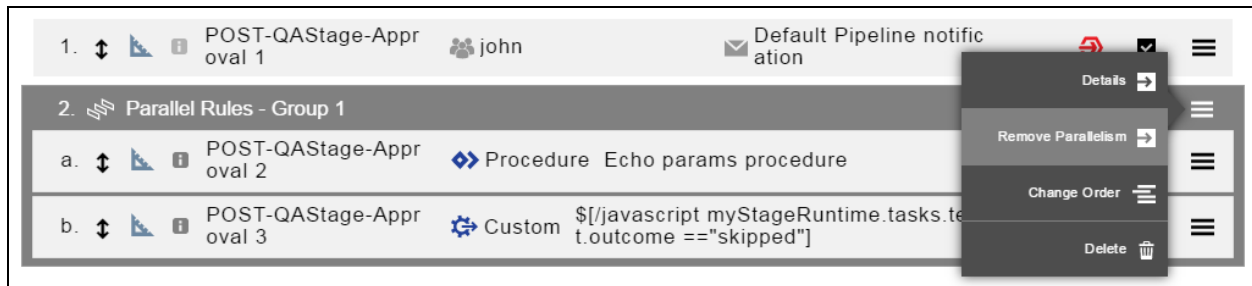 1. POST-QAStage-Appr
oval 1
john
Default Pipeline notific
ation
2. Parallel Rules - Group 1
a. POST-QAStage-Appr
oval 2
Procedure Echo params procedure
b. POST-QAStage-Appr
oval 3
Custom
$[/javascript myStageRuntime.tasks.te
t.outcome =="skipped"]
Details
Remove Parallelism
Change Order
Delete